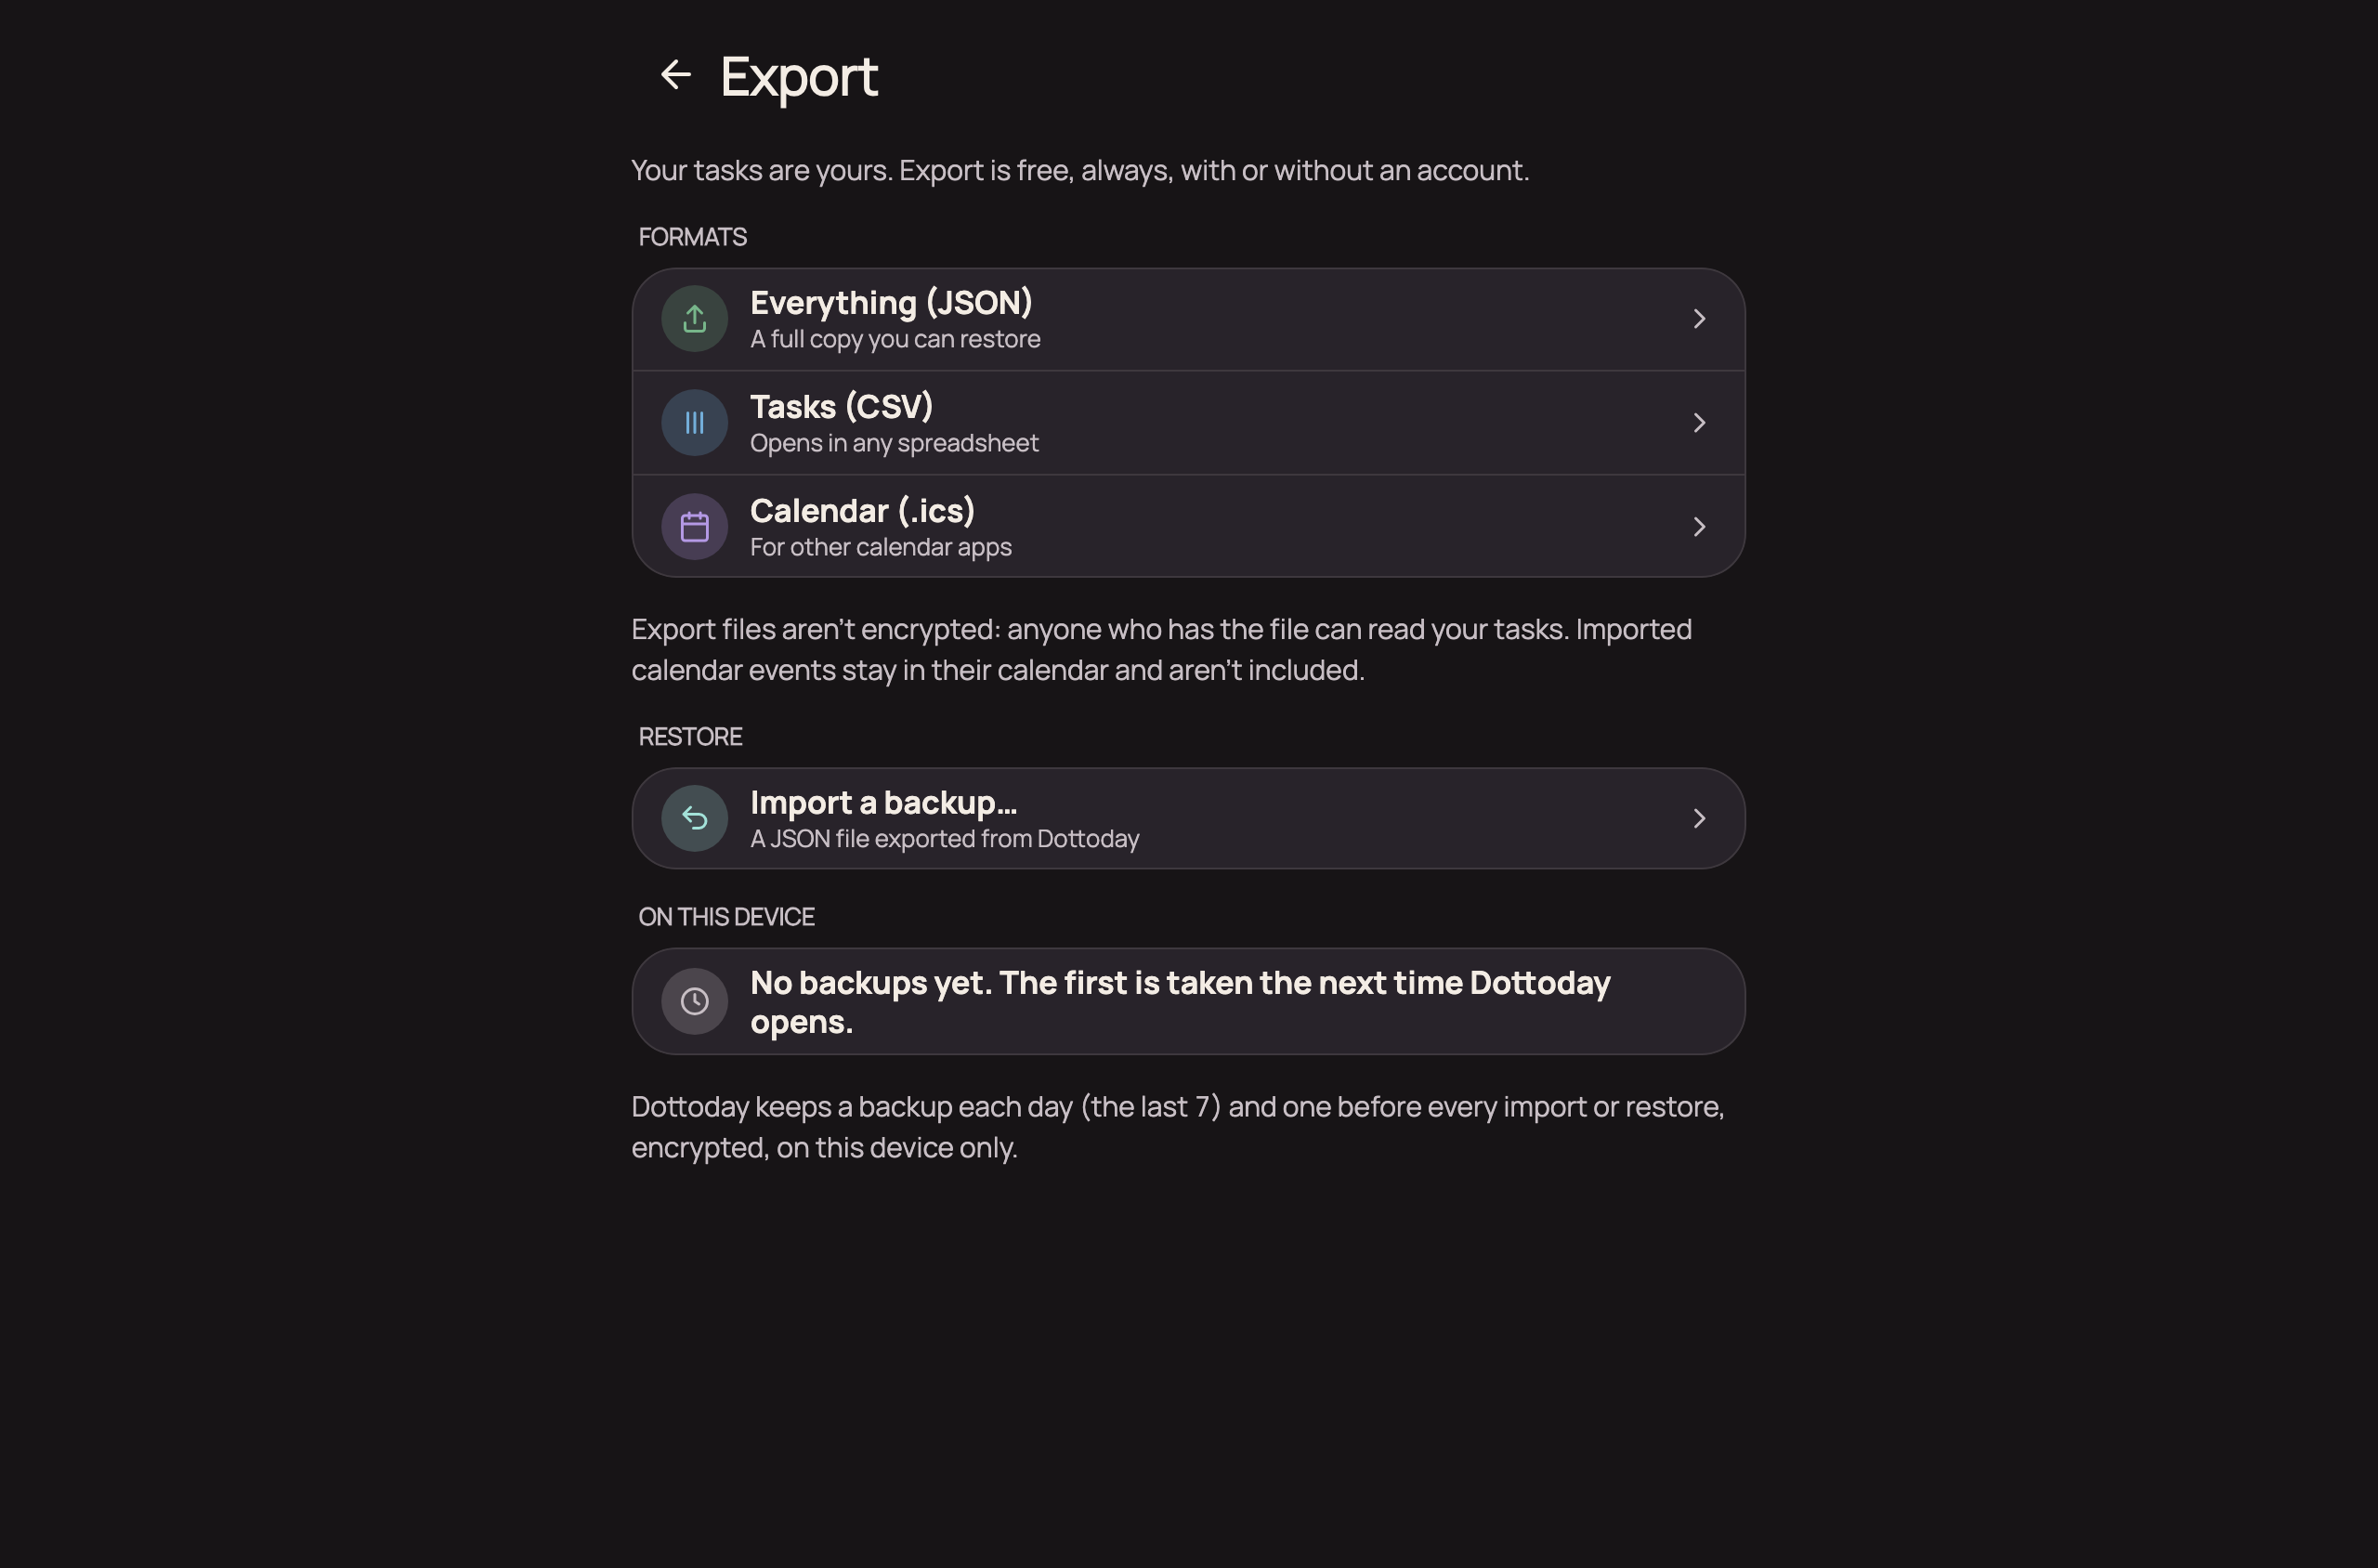 Export
Your tasks are yours. Export is free, always, with or without an account.
FORMATS
Everything (JSON)
A full copy you can restore
Tasks (CSV)
Opens in any spreadsheet
Calendar (.ics)
For other calendar apps
Export files aren’t encrypted: anyone who has the file can read your tasks. Imported
calendar events stay in their calendar and aren’t included.
RESTORE
Import a backup…
A JSON file exported from Dottoday
ON THIS DEVICE
No backups yet. The first is taken the next time Dottoday
opens.
Dottoday keeps a backup each day (the last 7) and one before every import or restore,
encrypted, on this device only.